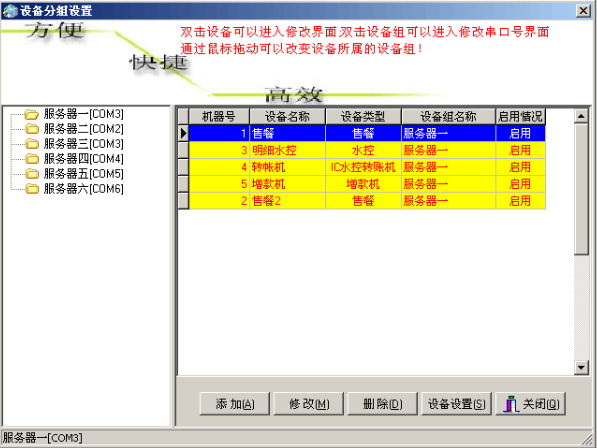 设备分组设置
方便
快捷
高效
双击设备可以进入修改界面,双击设备组可以进入修改串口号界面
通过鼠标拖动可以改变设备所属的设备组！
服务器一[COM3]
服务器二[COM2]
服务器三[COM3]
服务器四[COM4]
服务器五[COM5]
服务器六[COM6]
机器号 设备名称 设备类型 设备组名称 启用情况
1 售餐 售餐 服务器一 启用
3 明细水控 水控 服务器一 启用
4 转帐机 IC水控转账机 服务器一 启用
5 增款机 增款机 服务器一 启用
2 售餐2 售餐 服务器一 启用
添加(A) 修改(M) 删除(D) 设备设置(S) 关闭(Q)
服务器一[COM3]